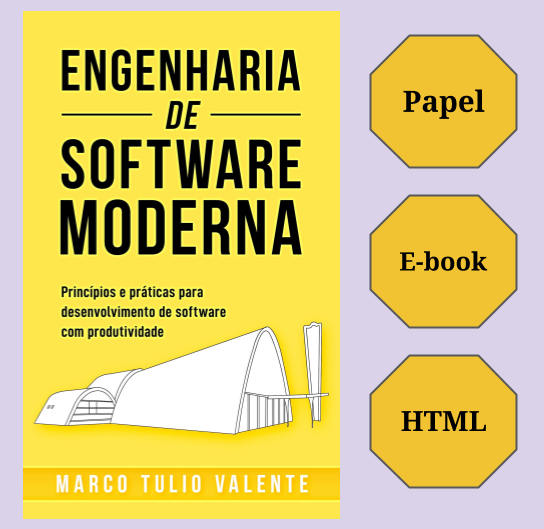 ENGENHARIA
DE
SOFTWARE
MODERNA
Princípios e práticas para
desenvolvimento de software
com produtividade
MARCO TULIO VALENTE
Papel
E-book
HTML